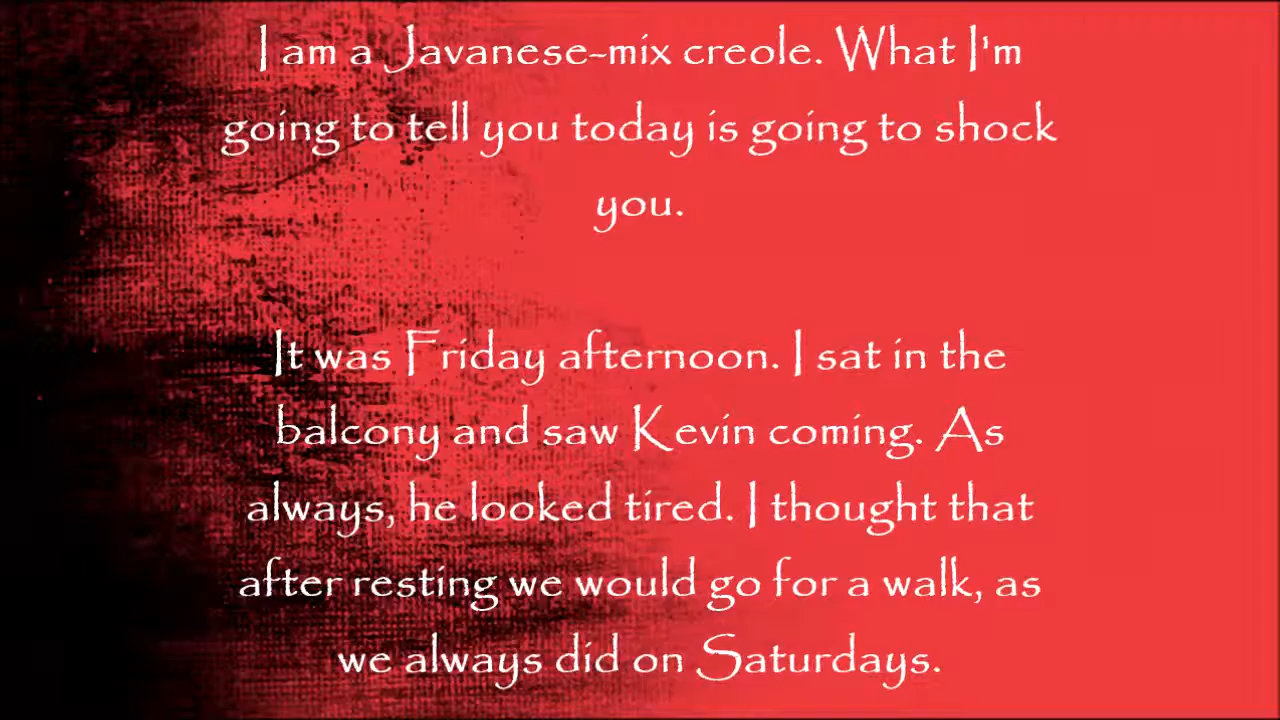 I am a Javanese-mix creole. What I'm
going to tell you today is going to shock
you.
It was Friday afternoon. I sat in the
balcony and saw Kevin coming. As
always, he looked tired. I thought that
after resting we would go for a walk, as
we always did on Saturdays.